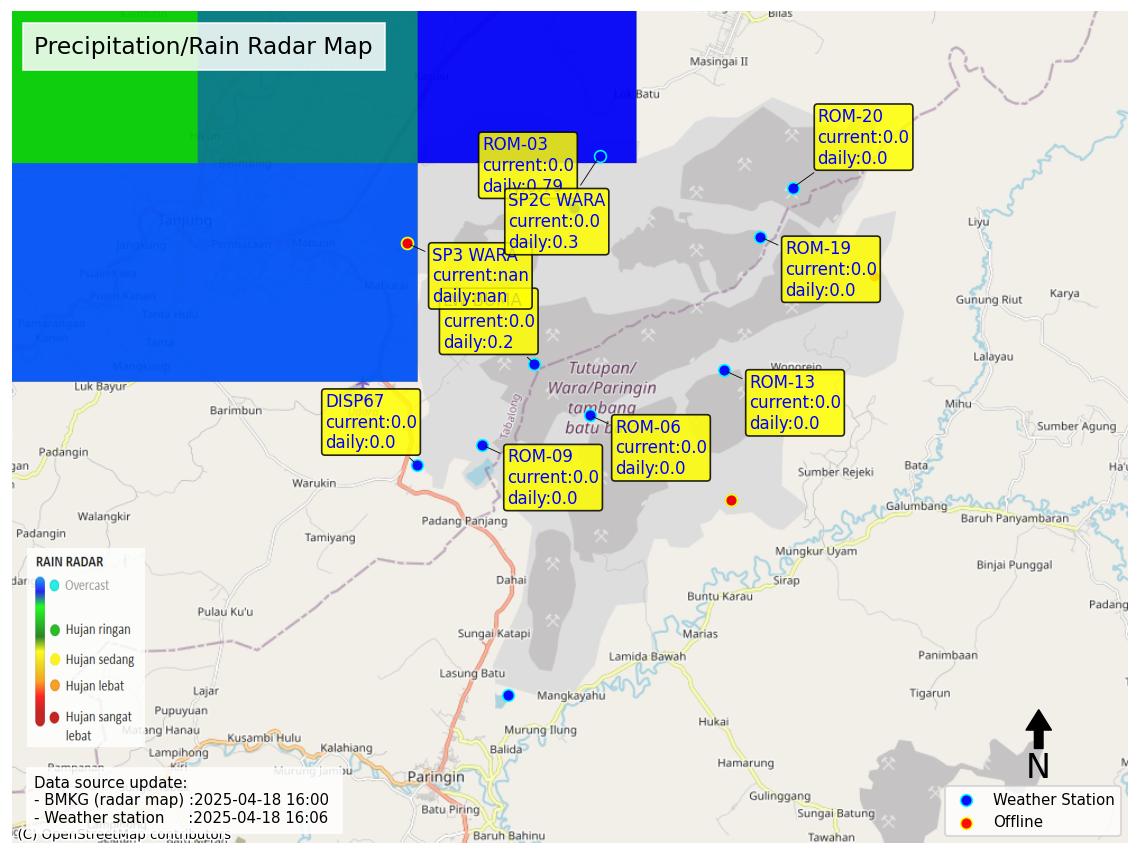 Precipitation/Rain Radar Map
Bilas
Masingai II
Batu
ROM-20
current:0.0
daily:0.0
ROM-03
current:0.0
daily:0.79
SP2C WARA
current:0.0
daily:0.3
Tanjung
Liyu
SP3 WARA
current:nan
daily:nan
ROM-19
current:0.0
daily:0.0
current:0.0
daily:0.2
Gunung Riut
Karya
Lalayau
Wonorejo
Tutupan/
Wara/Paringin
tambang
Luk Bayur
Tabalong
ROM-13
current:0.0
daily:0.0
DISP67
current:0.0
daily:0.0
Barimbun
Mihu
ROM-06
current:0.0
daily:0.0
Sumber Agung
Padangin
ROM-09
current:0.0
daily:0.0
Bata
Sumber Rejeki
Warukin
Galumbang
Walangkir
Padang Panjang
Baruh Panyambaran
Padangin
Tamiyang
Mungkur Uyam
Binjai Punggal
RAIN RADAR
Overcast
Hujan ringan
Hujan sedang
Hujan lebat
Hujan sangat
lebat
Dahai
Sirap
Buntu Karau
Pulau Ku'u
Padang
Sungai Katapi
Marias
Lamida Bawah
Panimbaan
Lasung Batu
Lajar
Mangkayahu
Tigarun
Pupuyuan
Hukai
Matang Hanau
Murung Ilung
Kusambi Hulu
Lampihong
Kalahiang
Balida
Hamarung
N
Murung Jambu
Paringin
Data source update:
- BMKG (radar map) :2025-04-18 16:00
- Weather station :2025-04-18 16:06
Gulinggang
Weather Station
Offline
Batu Piring
Sungai Batung
(C) OpenStreetMap contributors
Baruh Bahinu
Tawahan